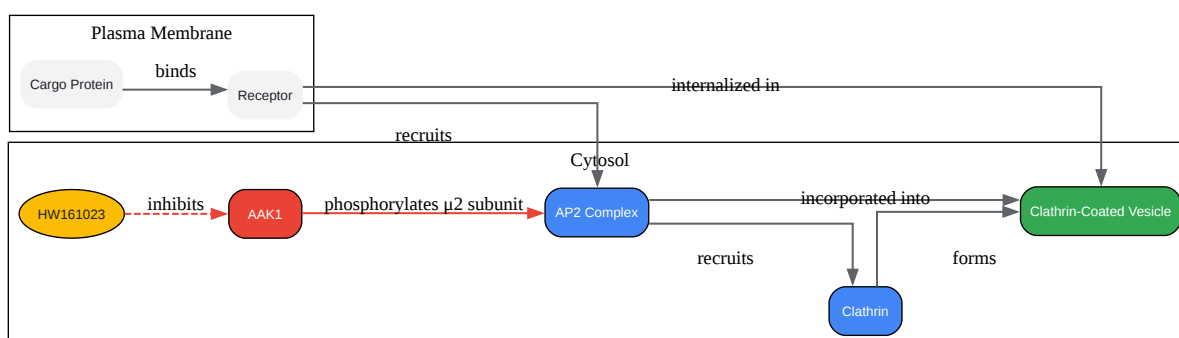 Plasma Membrane
Cargo Protein
binds
Receptor
internalized in
recruits
Cytosol
HW161023
inhibits
AAK1
phosphorylates μ2 subunit
AP2 Complex
incorporated into
Clathrin-Coated Vesicle
recruits
forms
Clathrin